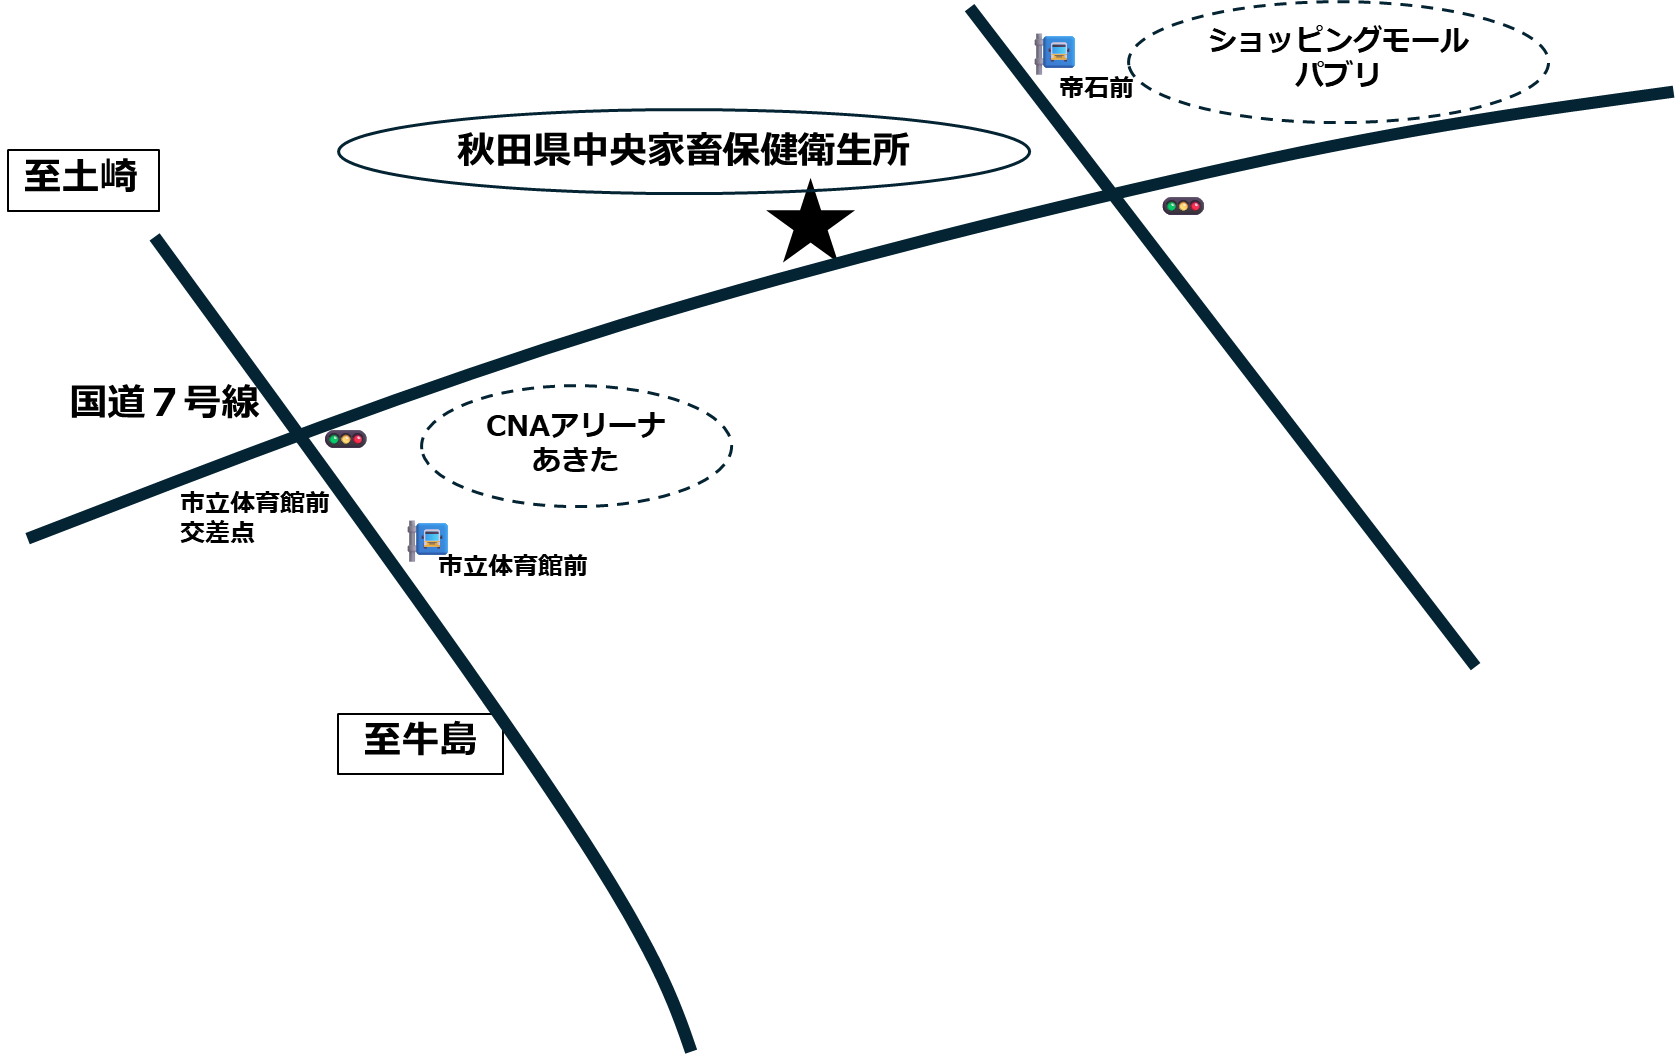 ショッピングモール
パブリ
帝石前
秋田県中央家畜保健衛生所
至土崎
国道７号線
CNAアリーナ
あきた
市立体育館前
交差点
市立体育館前
至牛島